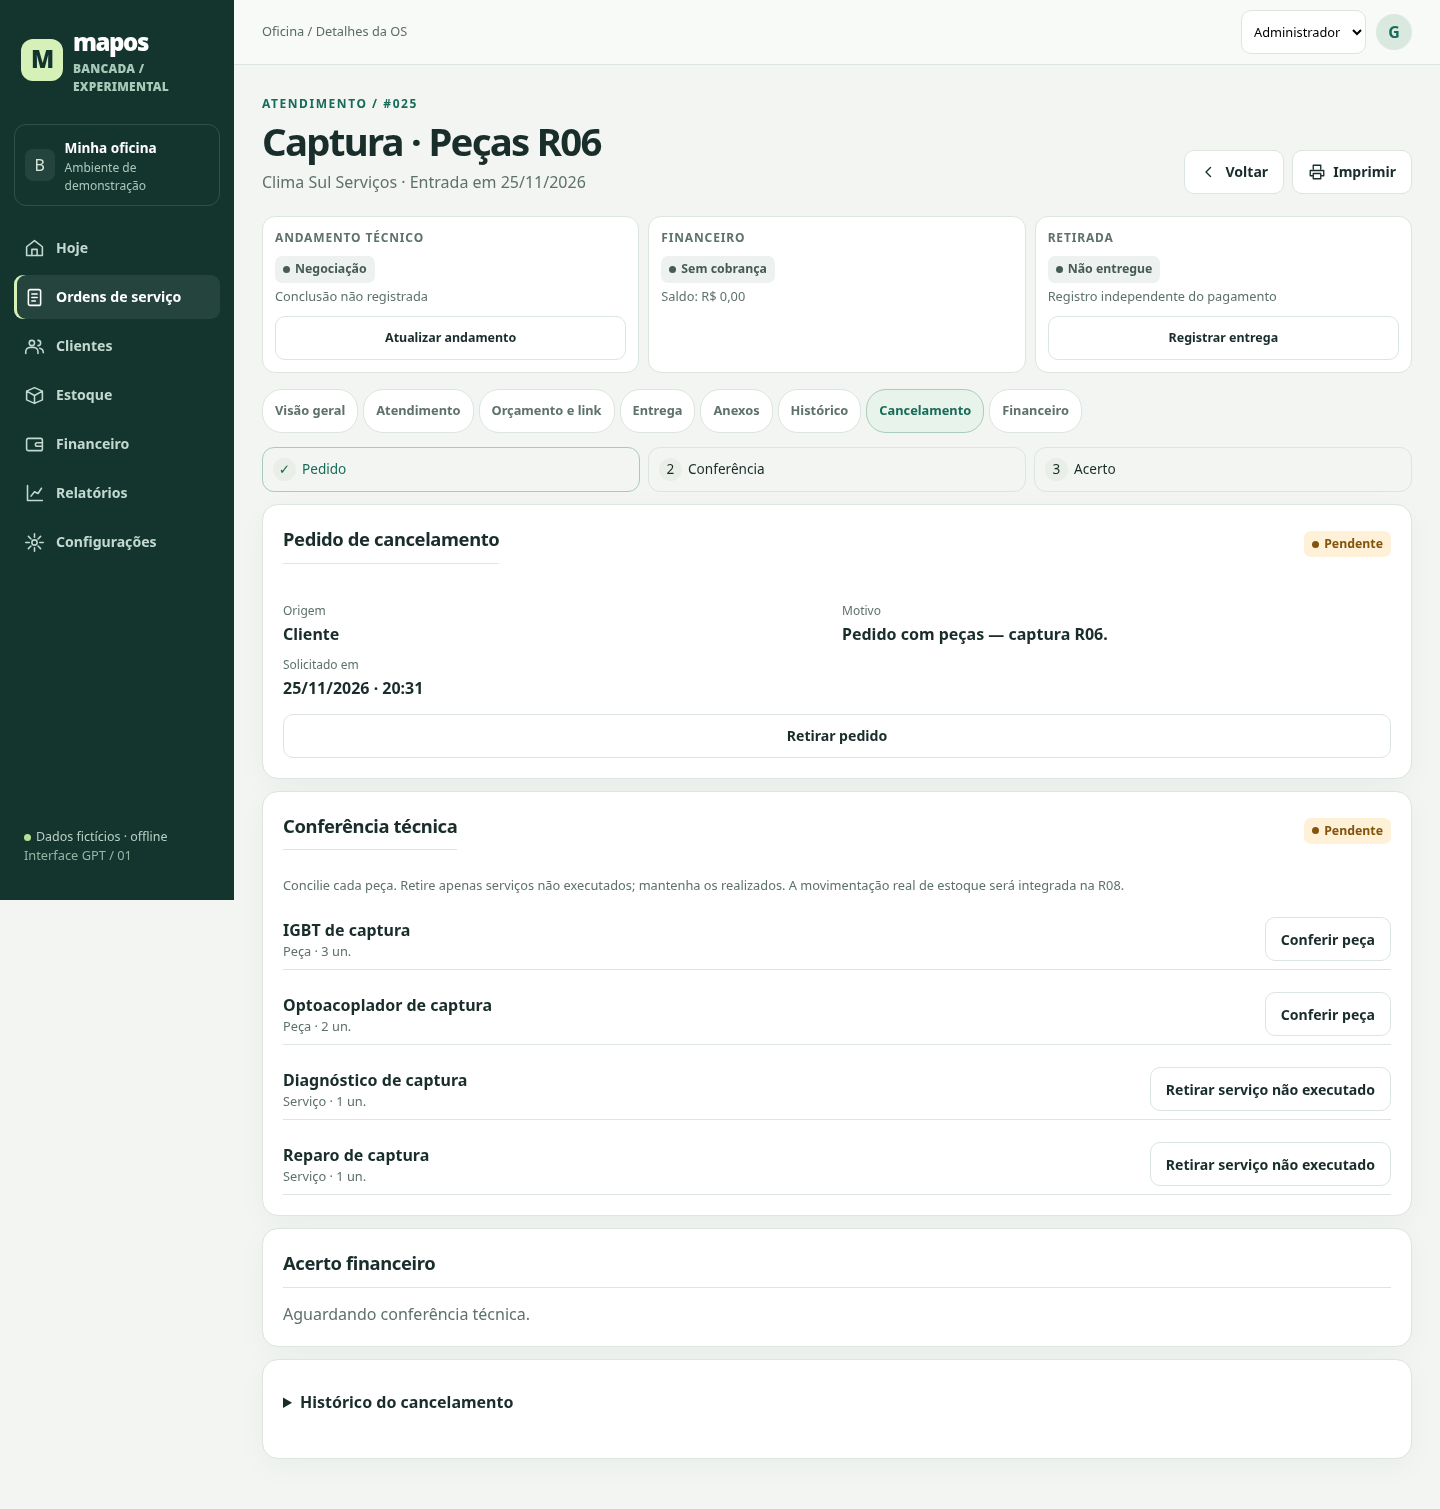 M
mapos
BANCADA /
EXPERIMENTAL
B
Minha oficina
Ambiente de
demonstração
Hoje
Ordens de serviço
Clientes
Estoque
Financeiro
Relatórios
Configurações
Dados fictícios · offline
Interface GPT / 01
Oficina / Detalhes da OS
Administrador
G
ATENDIMENTO / #025
Captura · Peças R06
Clima Sul Serviços · Entrada em 25/11/2026
Voltar
Imprimir
ANDAMENTO TÉCNICO
Negociação
Conclusão não registrada
Atualizar andamento
FINANCEIRO
Sem cobrança
Saldo: R$ 0,00
RETIRADA
Não entregue
Registro independente do pagamento
Registrar entrega
Visão geral
Atendimento
Orçamento e link
Entrega
Anexos
Histórico
Cancelamento
Financeiro
✓ Pedido
2 Conferência
3 Acerto
Pedido de cancelamento
Pendente
Origem
Cliente
Motivo
Pedido com peças — captura R06.
Solicitado em
25/11/2026 · 20:31
Retirar pedido
Conferência técnica
Pendente
Concilie cada peça. Retire apenas serviços não executados; mantenha os realizados. A movimentação real de estoque será integrada na R08.
IGBT de captura
Peça · 3 un.
Conferir peça
Optoacoplador de captura
Peça · 2 un.
Conferir peça
Diagnóstico de captura
Serviço · 1 un.
Retirar serviço não executado
Reparo de captura
Serviço · 1 un.
Retirar serviço não executado
Acerto financeiro
Aguardando conferência técnica.
Histórico do cancelamento